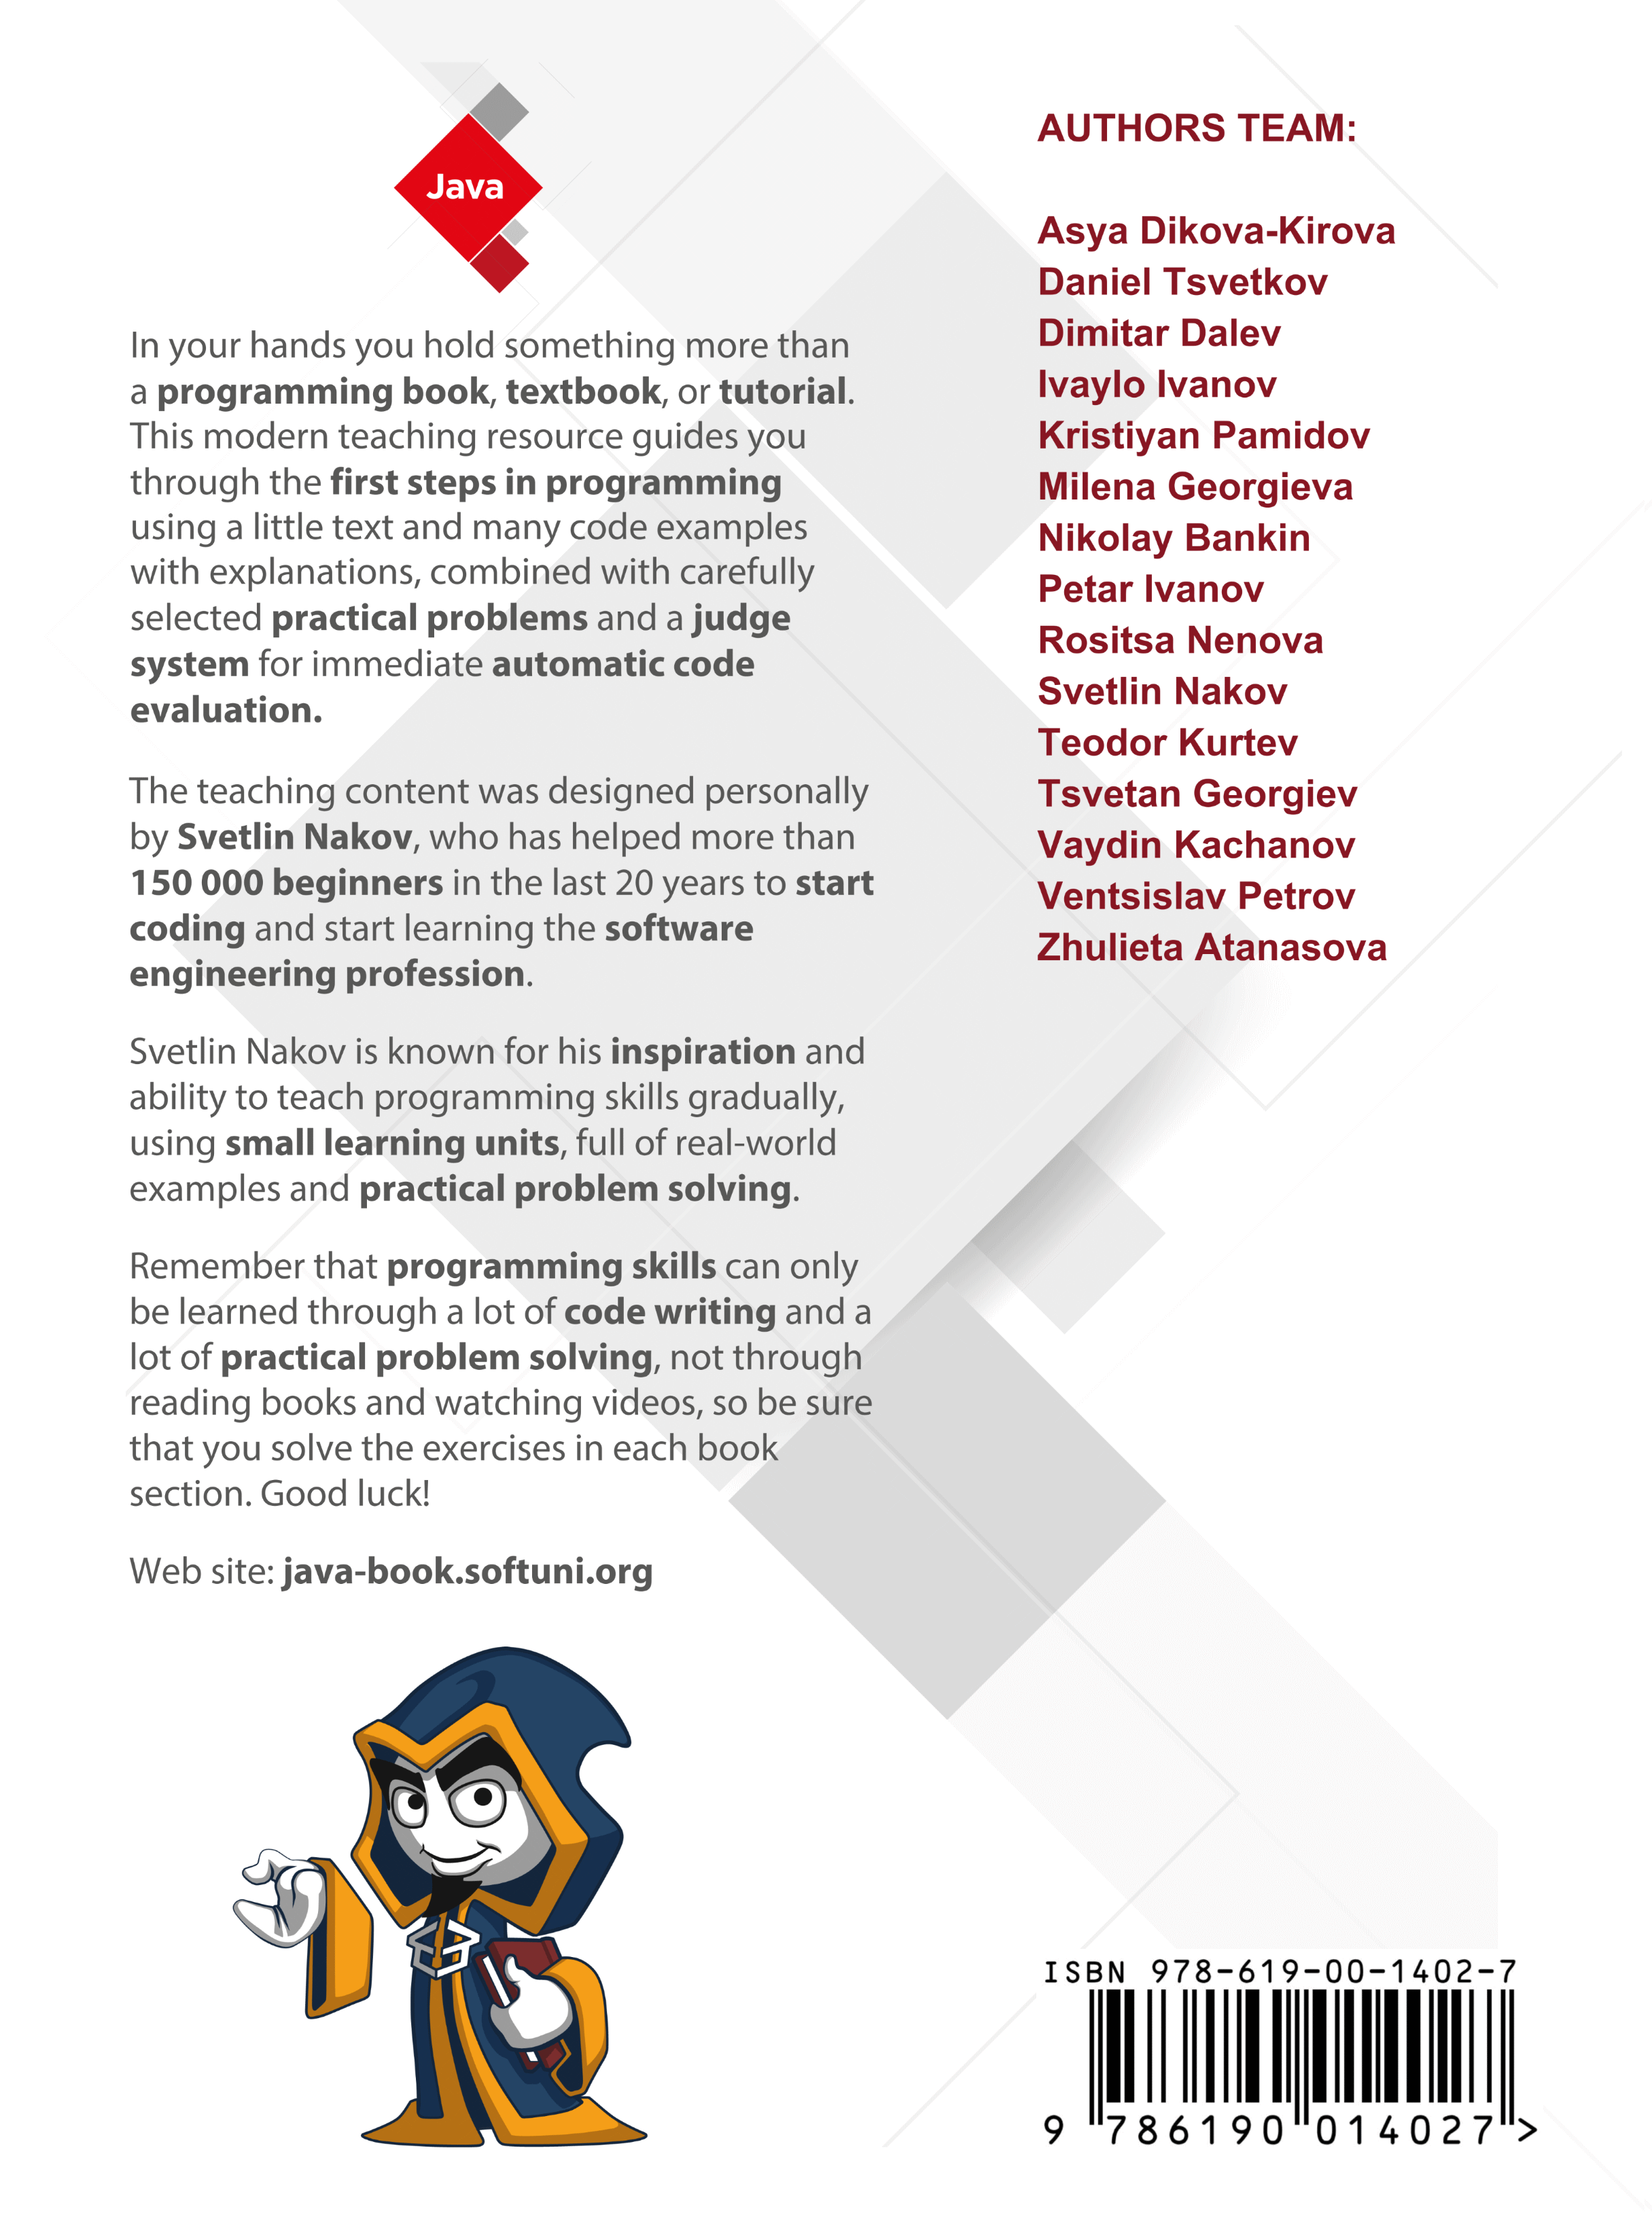 Java
In your hands you hold something more than
a programming book, textbook, or tutorial.
This modern teaching resource guides you
through the first steps in programming
using a little text and many code examples
with explanations, combined with carefully
selected practical problems and a judge
system for immediate automatic code
evaluation.
The teaching content was designed personally
by Svetlin Nakov, who has helped more than
150 000 beginners in the last 20 years to start
coding and start learning the software
engineering profession.
Svetlin Nakov is known for his inspiration and
ability to teach programming skills gradually,
using small learning units, full of real-world
examples and practical problem solving.
Remember that programming skills can only
be learned through a lot of code writing and a
lot of practical problem solving, not through
reading books and watching videos, so be sure
that you solve the exercises in each book
section. Good luck!
Web site: java-book.softuni.org
AUTHORS TEAM:
Asya Dikova-Kirova
Daniel Tsvetkov
Dimitar Dalev
Ivaylo Ivanov
Kristiyan Pamidov
Milena Georgieva
Nikolay Bankin
Petar Ivanov
Rositsa Nenova
Svetlin Nakov
Teodor Kurtev
Tsvetan Georgiev
Vaydin Kachanov
Ventsislav Petrov
Zhulieta Atanasova
ISBN 978-619-00-1402-7
9 786190 014027 >